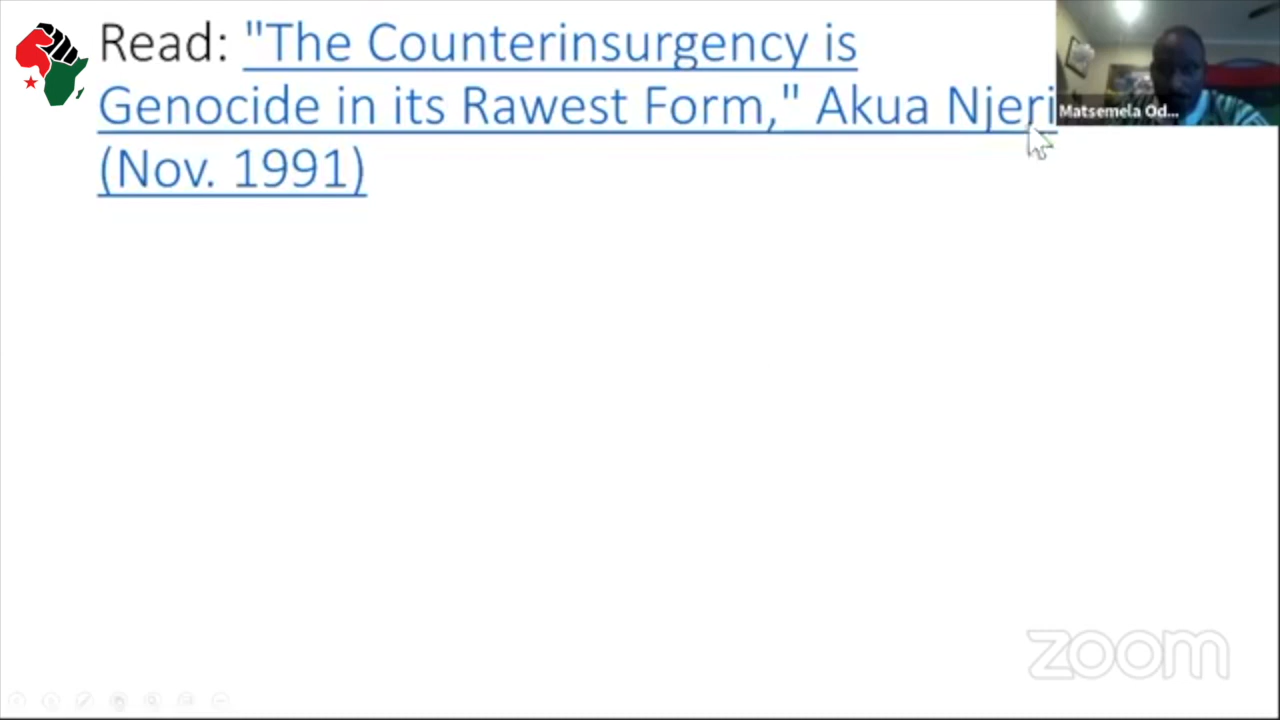 Read: "The Counterinsurgency is
Genocide in its Rawest Form," Akua Njeri
(Nov. 1991)
Matsemela Od...
zoom